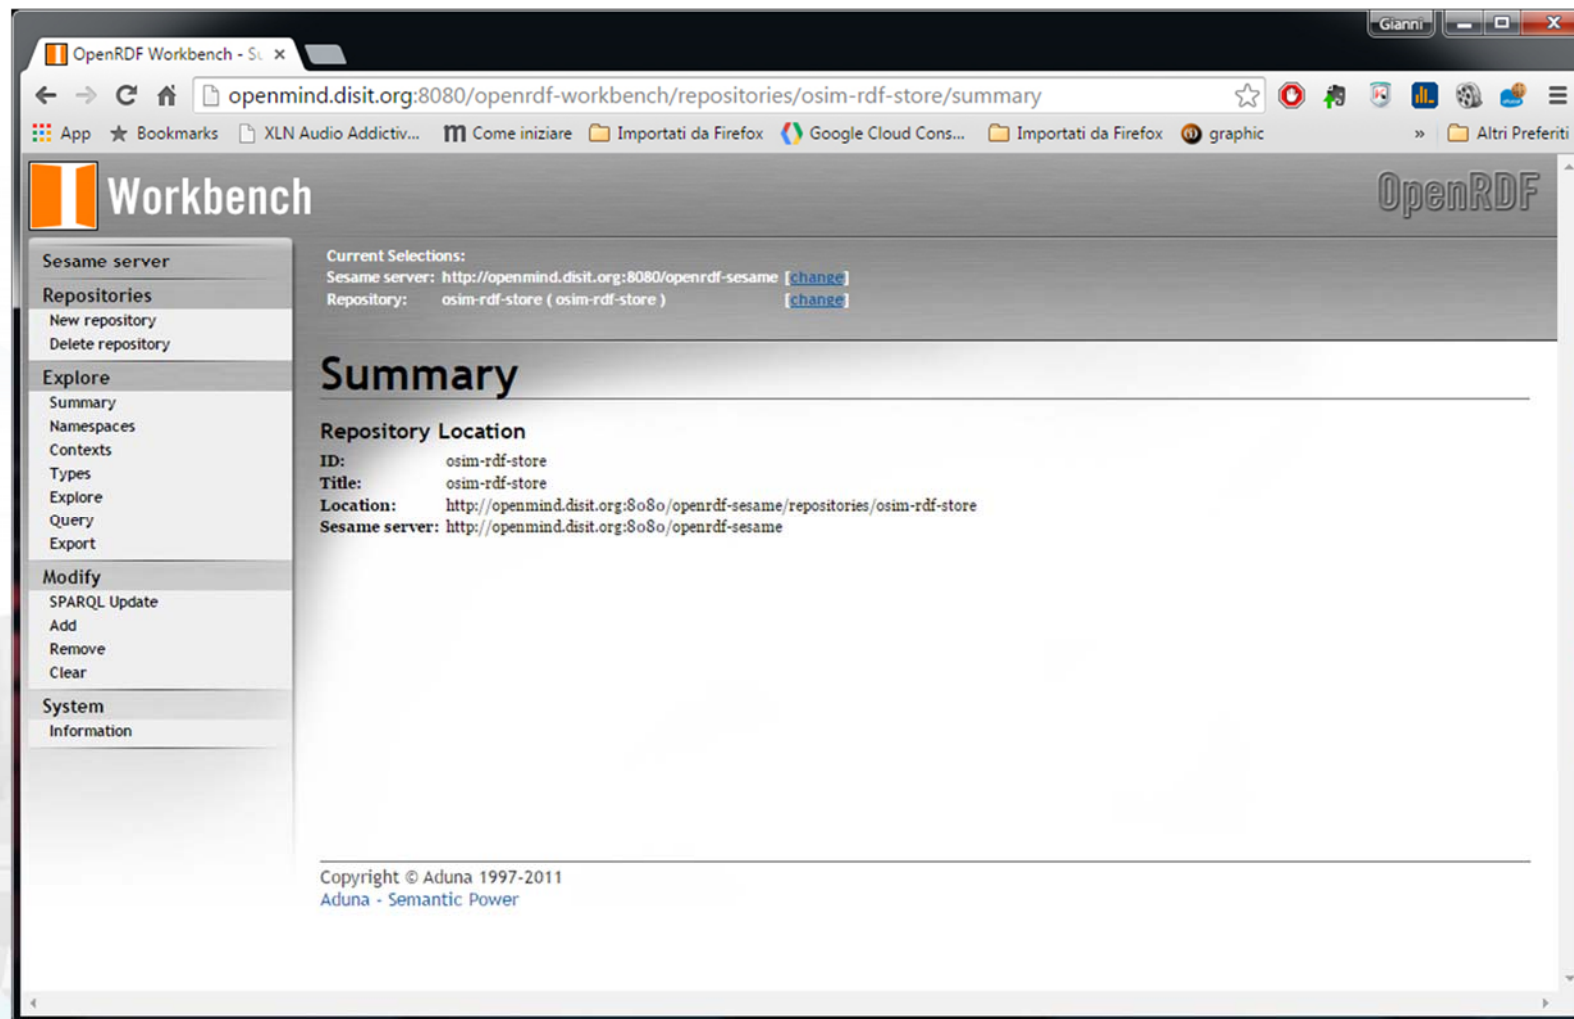 Gianni
OpenRDF Workbench - Su
openmind.disit.org:8080/openrdf-workbench/repositories/osim-rdf-store/summary
App Bookmarks XLN Audio Addictiv... Come iniziare Importati da Firefox Google Cloud Cons... Importati da Firefox graphic » Altri Preferiti
Workbench
OpenRDF
Sesame server
Repositories
New repository
Delete repository
Explore
Summary
Namespaces
Contexts
Types
Explore
Query
Export
Modify
SPARQL Update
Add
Remove
Clear
System
Information
Current Selections:
Sesame server: http://openmind.disit.org:8080/openrdf-sesame [change]
Repository: osim-rdf-store ( osim-rdf-store ) [change]
Summary
Repository Location
ID: osim-rdf-store
Title: osim-rdf-store
Location: http://openmind.disit.org:8080/openrdf-sesame/repositories/osim-rdf-store
Sesame server: http://openmind.disit.org:8080/openrdf-sesame
Copyright © Aduna 1997-2011
Aduna - Semantic Power